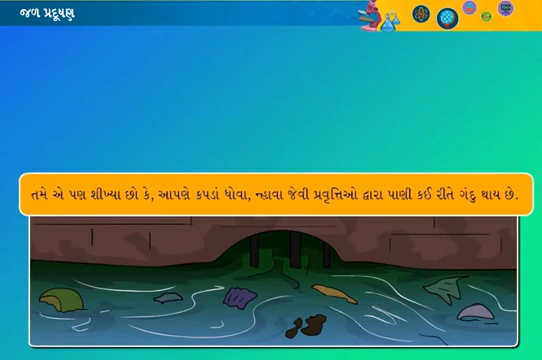 જળ પ્રદૂષણ
તમે એ પણ શીખ્યા છો કે, આપણે કપડાં ધોવા, ન્હાવા જેવી પ્રવૃત્તિઓ દ્વારા પાણી કઈ રીતે ગંદુ થાય છે.